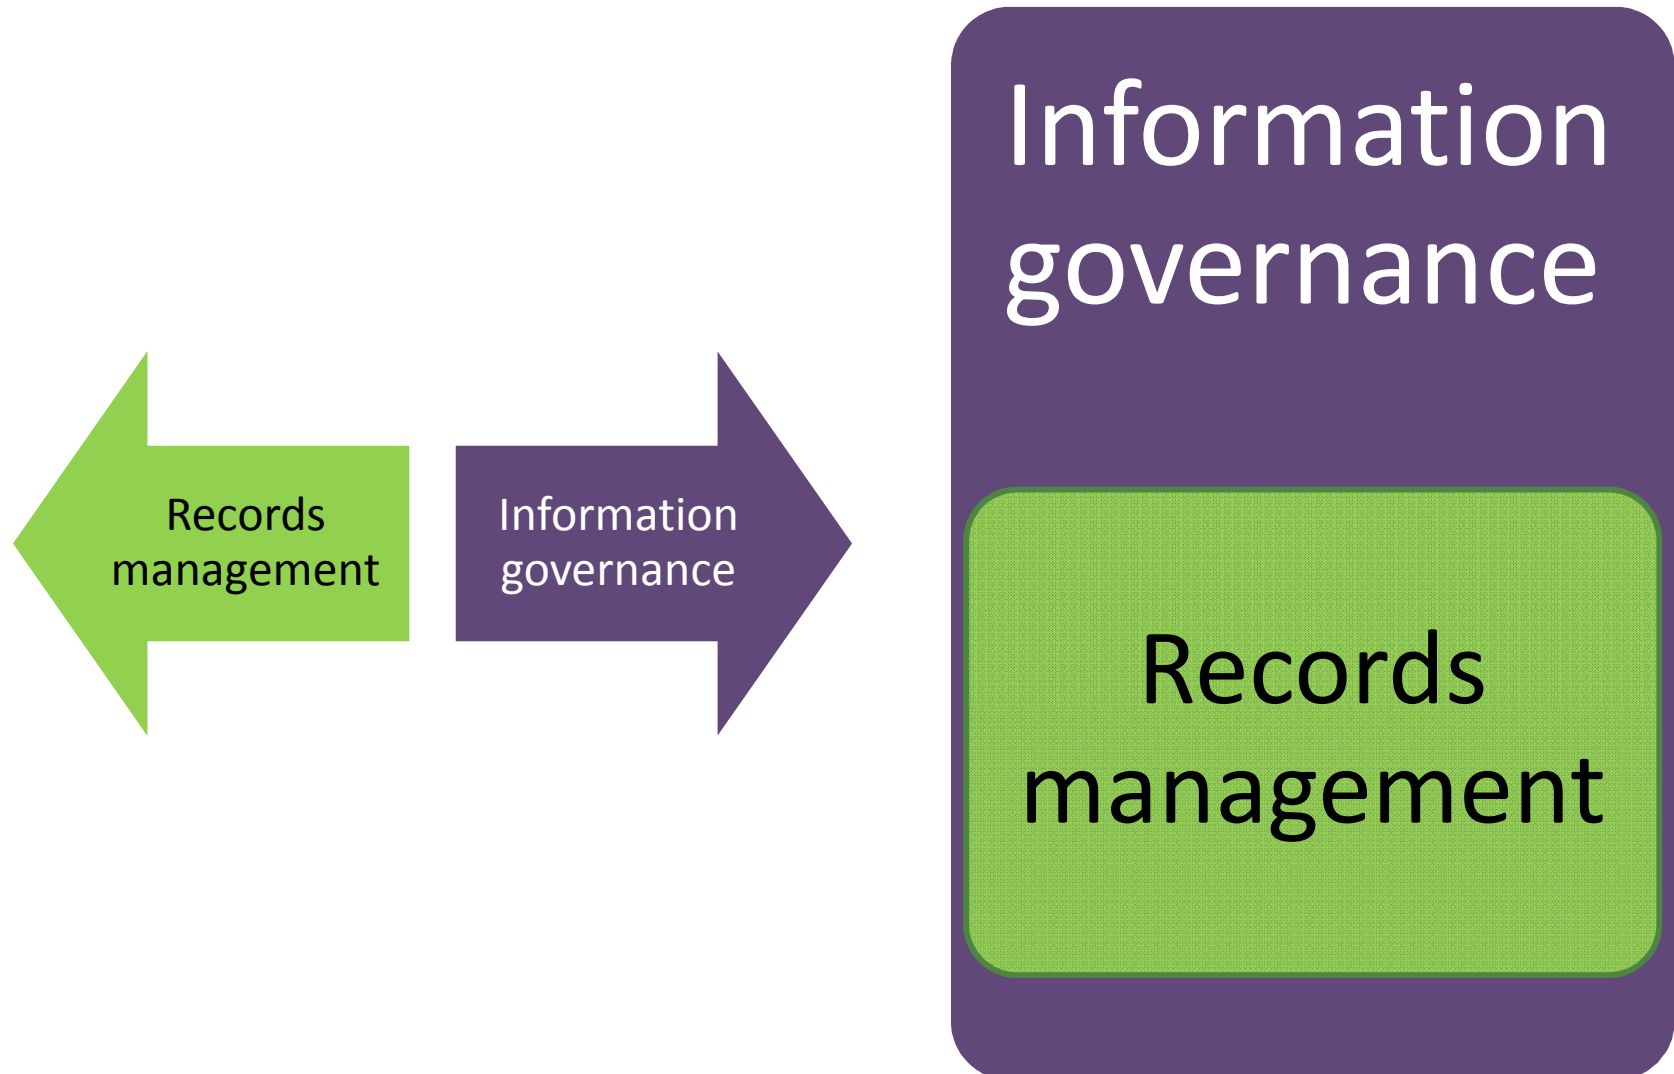 Records
management
Information
governance
Information
governance
Records
management